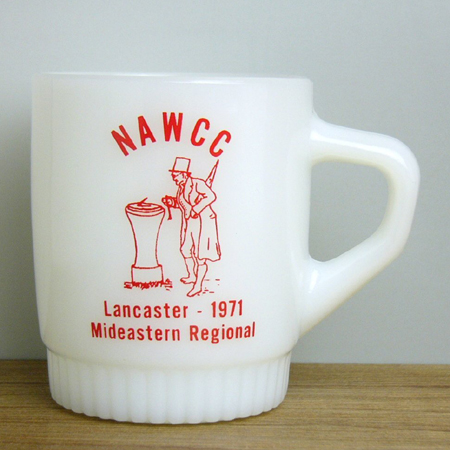 NAWCC
Lancaster - 1971
Mideastern Regional